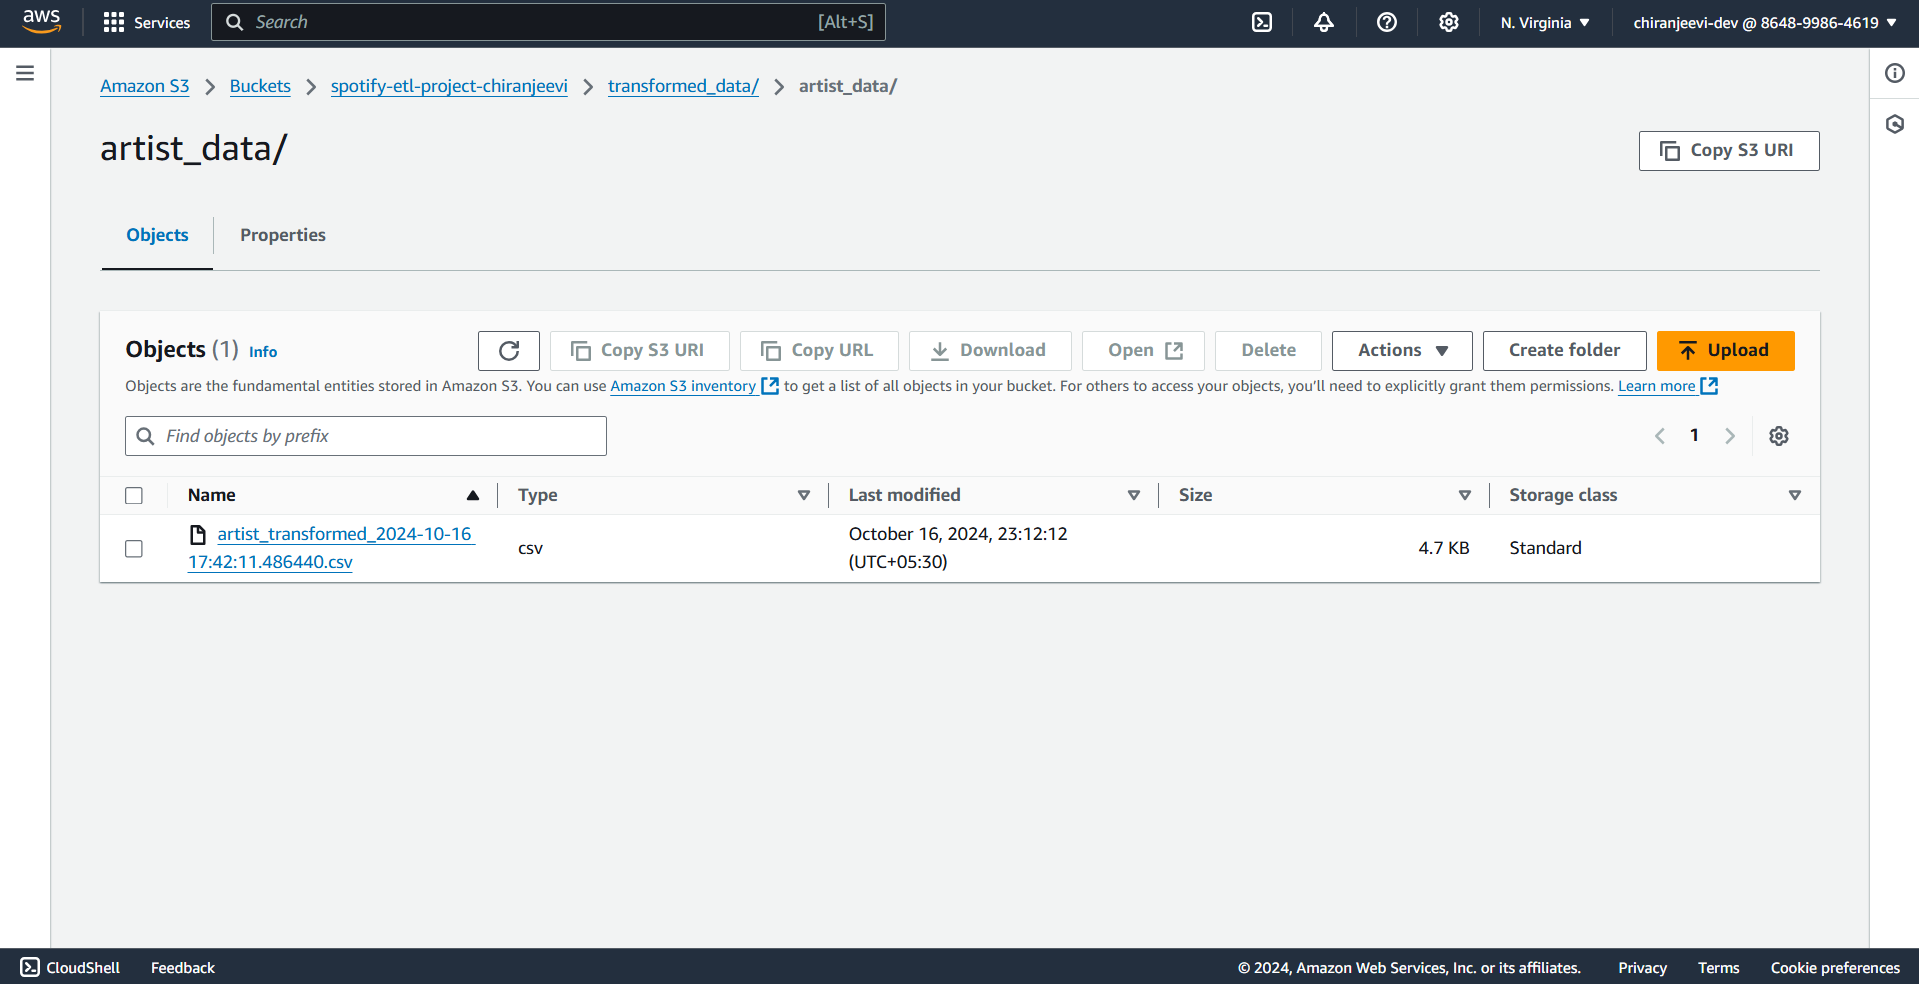 aws Services Search [Alt+S] N. Virginia chiranjeevi-dev @ 8648-9986-4619
Amazon S3 Buckets spotify-etl-project-chiranjeevi transformed_data/ artist_data/
artist_data/
Copy S3 URI
Objects Properties
Objects (1) Info Copy S3 URI Copy URL Download Open Delete Actions Create folder Upload
Objects are the fundamental entities stored in Amazon S3. You can use Amazon S3 inventory to get a list of all objects in your bucket. For others to access your objects, you’ll need to explicitly grant them permissions. Learn more
Find objects by prefix 1
Name Type Last modified Size Storage class
artist_transformed_2024-10-16
17:42:11.486440.csv
csv
October 16, 2024, 23:12:12
(UTC+05:30)
4.7 KB
Standard
CloudShell Feedback © 2024, Amazon Web Services, Inc. or its affiliates. Privacy Terms Cookie preferences